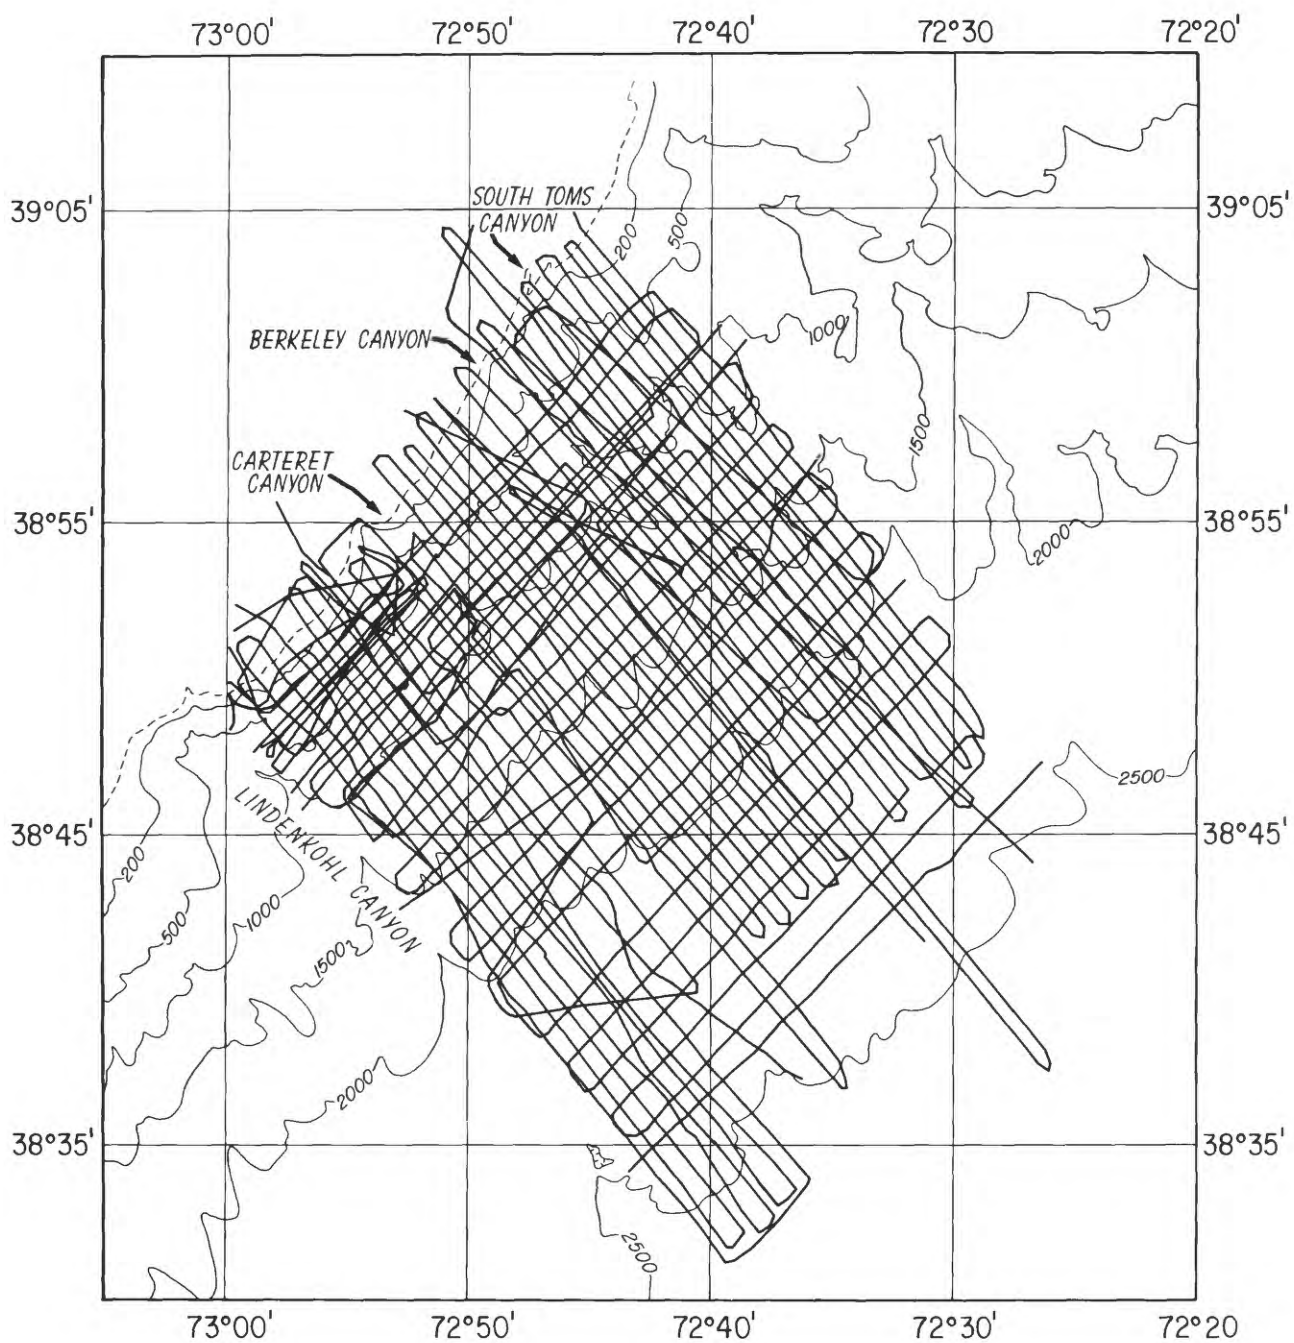 73°00' 72°50' 72°40' 72°30' 72°20'
SOUTH TOMS
CANYON
39°05' 39°05'
200
500
BERKELEY CANYON
1000
CARTERET
CANYON
1500
38°55' 38°55'
2000
2500
LINDENKOHL CANYON
38°45' 38°45'
200
500
1000
1500
2000
38°35' 38°35'
2500
73°00' 72°50' 72°40' 72°30' 72°20'